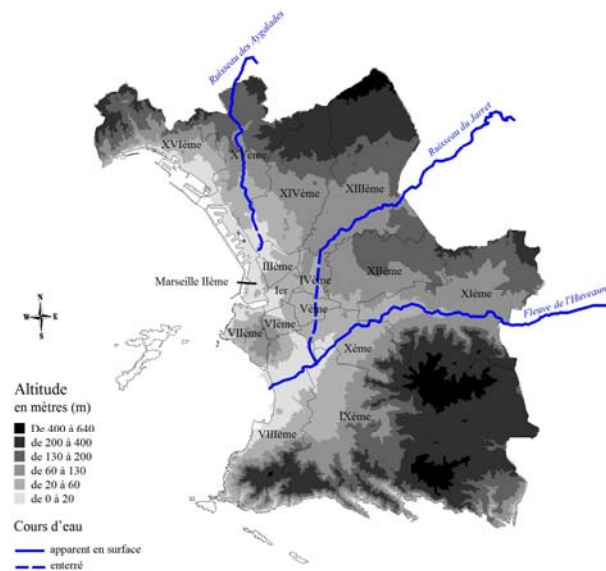 Ruisseau des Aygalades
Ruisseau du Jarret
XVIème
XVème
XIVème
XIIIème
IIIème
IVème
XIIème
Marseille IIème
1er
XIème
Vème
Fleuve de l'Huveaune
VIIème
VIème
Xème
IXème
VIIIème
N
W
E
S
Altitude
en mètres (m)
De 400 à 640
de 200 à 400
de 130 à 200
de 60 à 130
de 20 à 60
de 0 à 20
Cours d'eau
apparent en surface
enterré